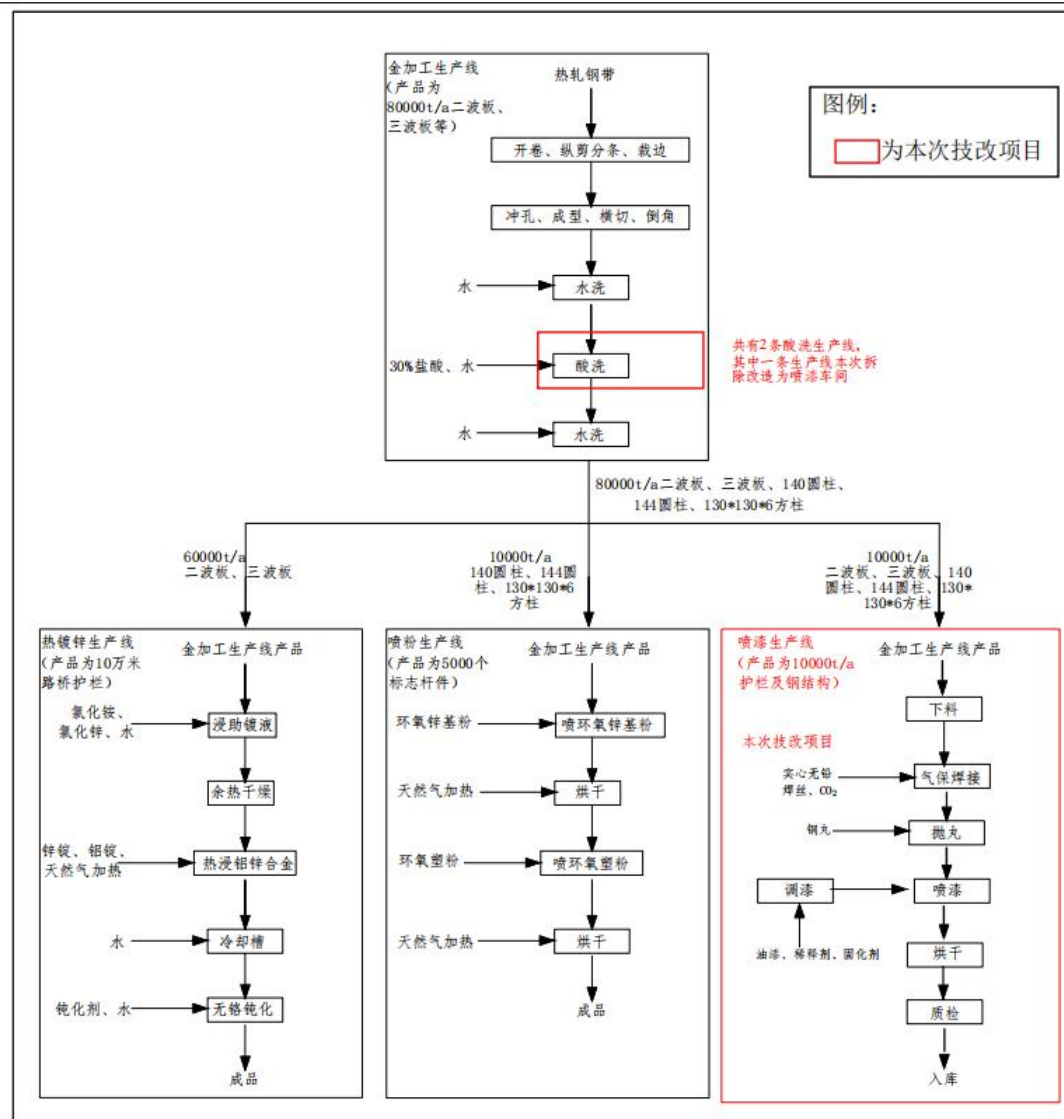 金加工生产线
(产品为
80000t/a二波板、
三波板等)
热轧钢带
开卷、纵剪分条、裁边
冲孔、成型、横切、倒角
水
水洗
30%盐酸、水
酸洗
水
水洗
图例:
为本次技改项目
共有2条酸洗生产线,
其中一条生产线本次拆
除改造为喷漆车间
80000t/a二波板、三波板、140圆柱、
144圆柱、130*130*6方柱
60000t/a
二波板、三波板
10000t/a
140圆柱、144圆
柱、130*130*6
方柱
10000t/a
二波板、三波板、140
圆柱、144圆柱、130*
130*6方柱
热镀锌生产线
(产品为10万米
路桥护栏)
金加工生产线产品
氯化铵、
氯化锌、水
浸助镀液
余热干燥
锌锭、铝锭、
天然气加热
热浸铝锌合金
水
冷却槽
钝化剂、水
无铬钝化
成品
喷粉生产线
(产品为5000个
标志杆件)
金加工生产线产品
环氧锌基粉
喷环氧锌基粉
天然气加热
烘干
环氧塑粉
喷环氧塑粉
天然气加热
烘干
成品
喷漆生产线
(产品为10000t/a
护栏及钢结构)
金加工生产线产品
下料
本次技改项目
实心无铅
焊丝、CO₂
气保焊接
钢丸
抛丸
调漆
喷漆
油漆、稀释剂、固化剂
烘干
质检
入库